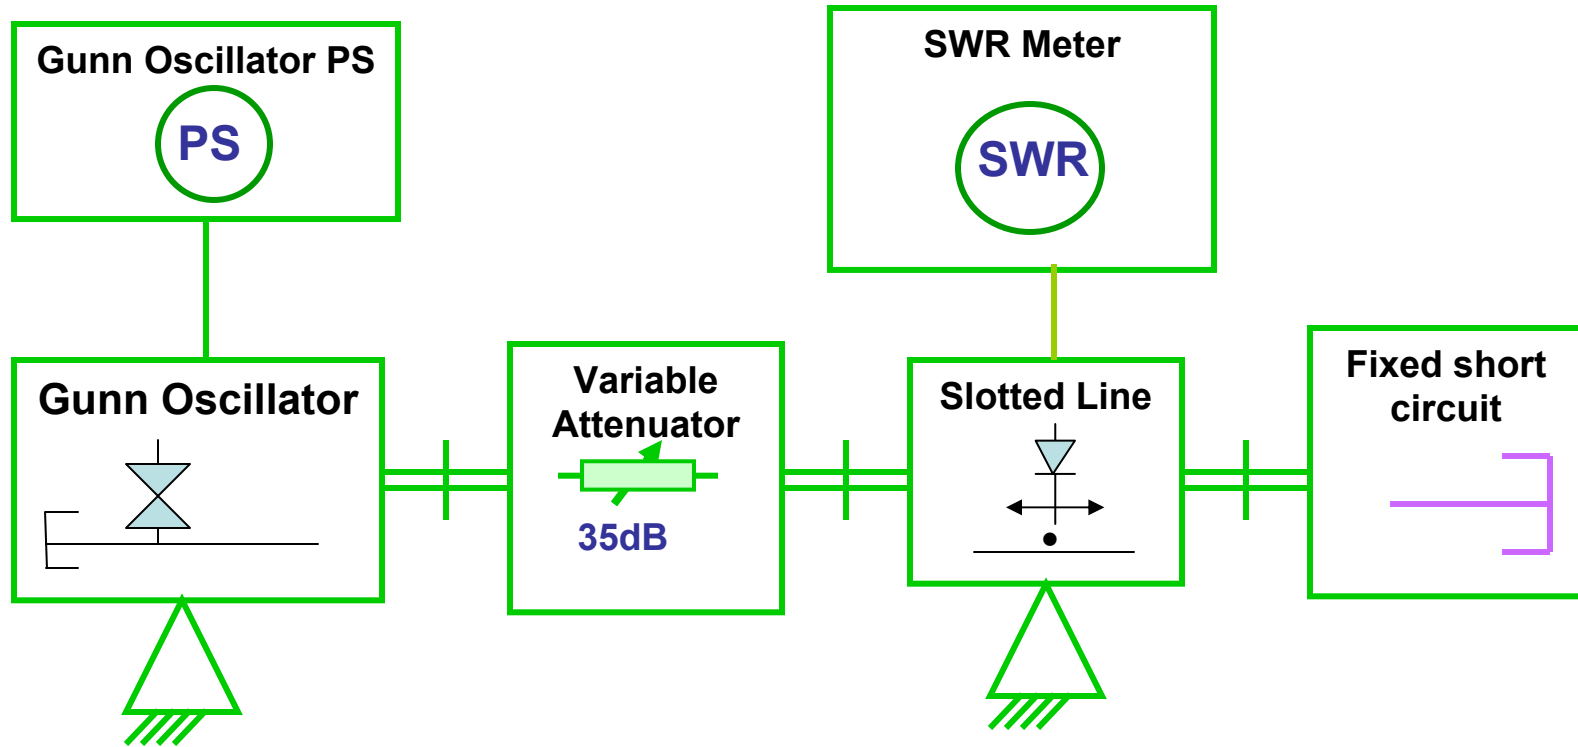 Gunn Oscillator PS
PS
SWR Meter
SWR
Gunn Oscillator
Variable
Attenuator
35dB
Slotted Line
Fixed short
circuit